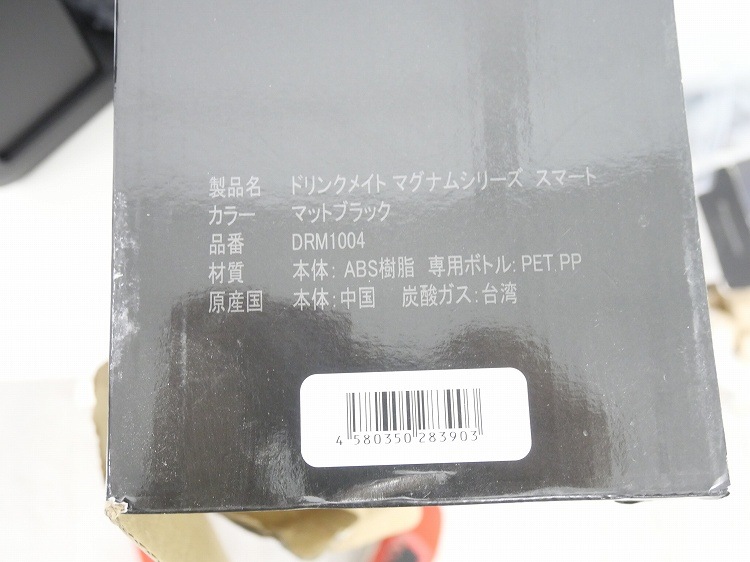 製品名 ドリンクメイト マグナムシリーズ スマート
カラー マットブラック
品番 DRM1004
材質 本体: ABS樹脂 専用ボトル: PET, PP
原産国 本体: 中国 炭酸ガス: 台湾
4 580350 283903